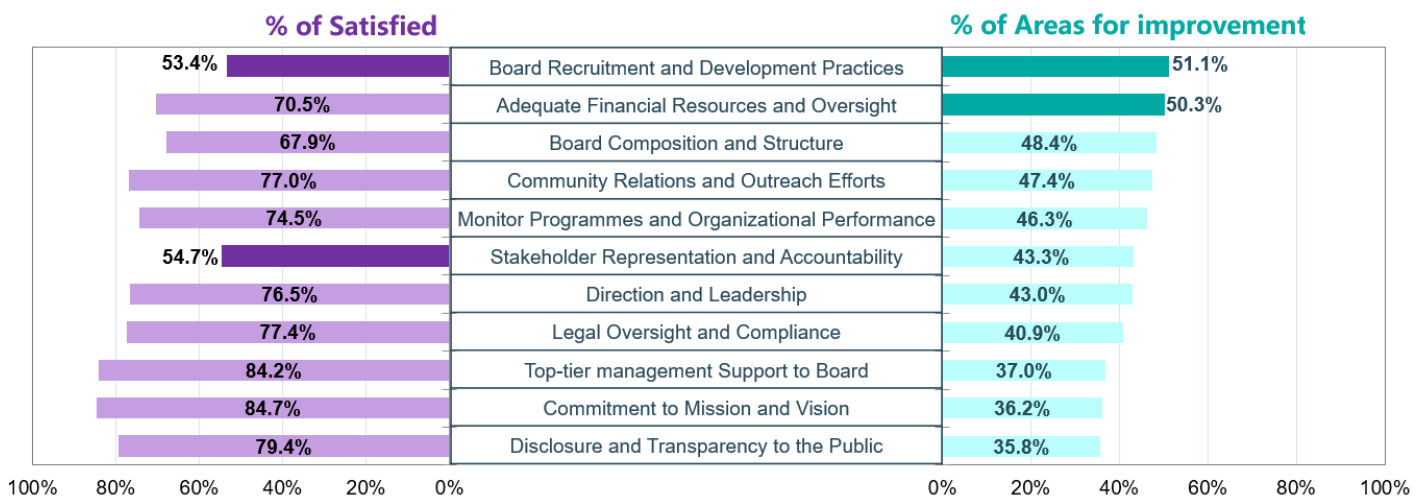 % of Satisfied
% of Areas for improvement
53.4% Board Recruitment and Development Practices 51.1%
70.5% Adequate Financial Resources and Oversight 50.3%
67.9% Board Composition and Structure 48.4%
77.0% Community Relations and Outreach Efforts 47.4%
74.5% Monitor Programmes and Organizational Performance 46.3%
54.7% Stakeholder Representation and Accountability 43.3%
76.5% Direction and Leadership 43.0%
77.4% Legal Oversight and Compliance 40.9%
84.2% Top-tier management Support to Board 37.0%
84.7% Commitment to Mission and Vision 36.2%
79.4% Disclosure and Transparency to the Public 35.8%
100% 80% 60% 40% 20% 0% 0% 20% 40% 60% 80% 100%